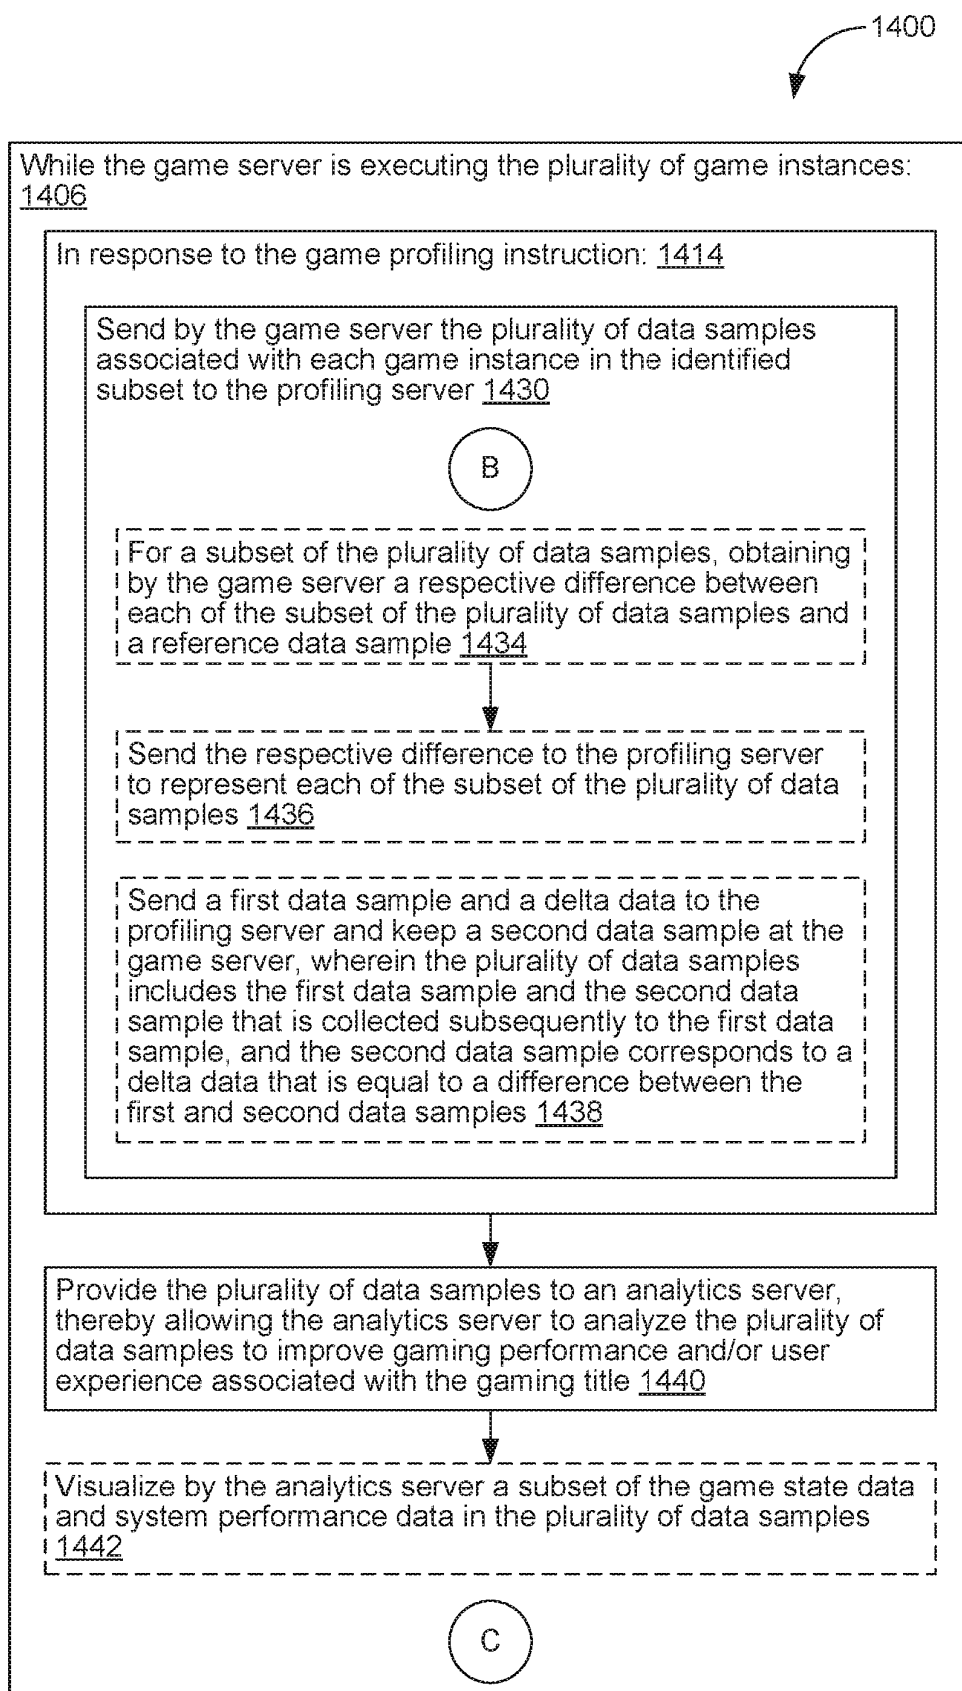 1400
While the game server is executing the plurality of game instances:
1406
In response to the game profiling instruction: 1414
Send by the game server the plurality of data samples
associated with each game instance in the identified
subset to the profiling server 1430
B
For a subset of the plurality of data samples, obtaining
by the game server a respective difference between
each of the subset of the plurality of data samples and
a reference data sample 1434
Send the respective difference to the profiling server
to represent each of the subset of the plurality of data
samples 1436
Send a first data sample and a delta data to the
profiling server and keep a second data sample at the
game server, wherein the plurality of data samples
includes the first data sample and the second data
sample that is collected subsequently to the first data
sample, and the second data sample corresponds to a
delta data that is equal to a difference between the
first and second data samples 1438
Provide the plurality of data samples to an analytics server,
thereby allowing the analytics server to analyze the plurality of
data samples to improve gaming performance and/or user
experience associated with the gaming title 1440
Visualize by the analytics server a subset of the game state data
and system performance data in the plurality of data samples
1442
C